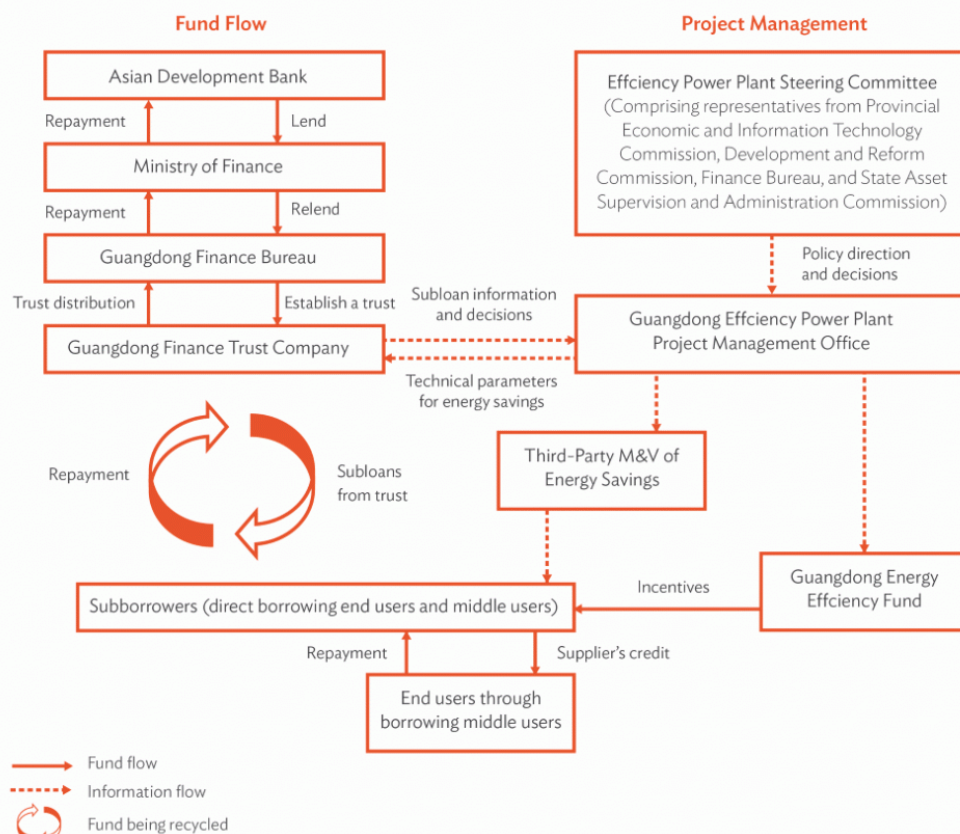 Fund Flow
Project Management
Asian Development Bank
Repayment
Lend
Ministry of Finance
Repayment
Relend
Guangdong Finance Bureau
Trust distribution
Establish a trust
Guangdong Finance Trust Company
Effciency Power Plant Steering Committee
(Comprising representatives from Provincial
Economic and Information Technology
Commission, Development and Reform
Commission, Finance Bureau, and State Asset
Supervision and Administration Commission)
Policy direction
and decisions
Subloan information
and decisions
Guangdong Effciency Power Plant
Project Management Office
Technical parameters
for energy savings
Repayment
Subloans
from trust
Third-Party M&V of
Energy Savings
Guangdong Energy
Effciency Fund
Incentives
Subborrowers (direct borrowing end users and middle users)
Repayment
Supplier's credit
End users through
borrowing middle users
Fund flow
Information flow
Fund being recycled